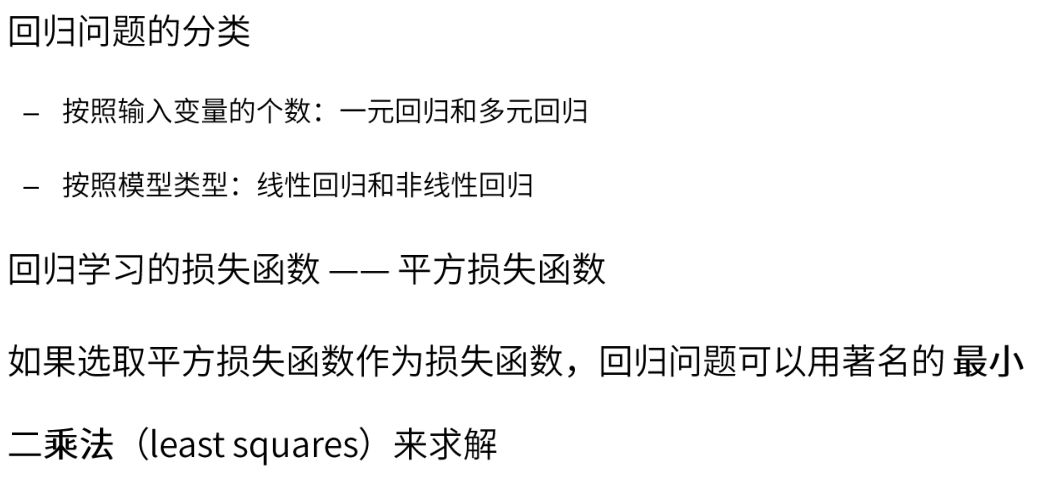 回归问题的分类
– 按照输入变量的个数：一元回归和多元回归
– 按照模型类型：线性回归和非线性回归
回归学习的损失函数 —— 平方损失函数
如果选取平方损失函数作为损失函数，回归问题可以用著名的 最小
二乘法（least squares）来求解